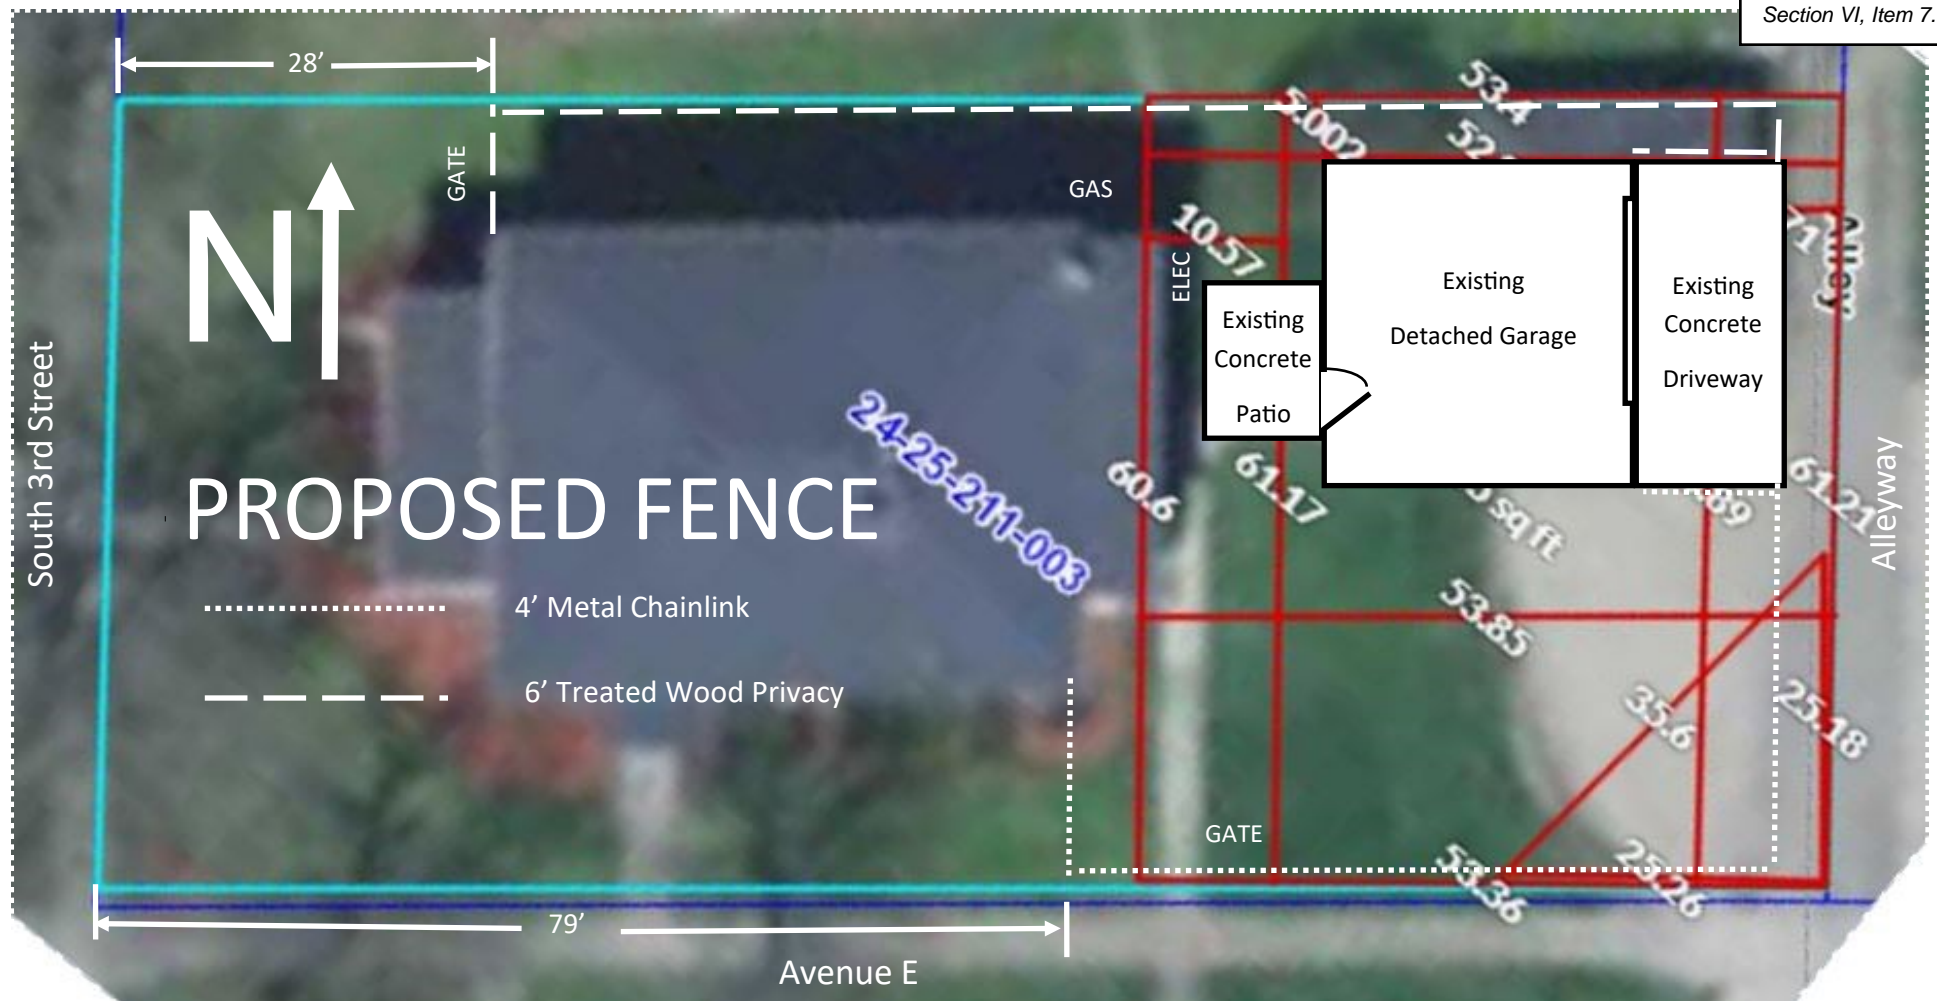 Section VI, Item 7.
28’
53.4
5.002
GATE
GAS
N
10.57
ELEC
Alley
Existing
Detached Garage
Existing
Concrete
Driveway
Existing
Concrete
Patio
South 3rd Street
24-25-211-003
PROPOSED FENCE
60.6
61.17
sq ft
61.21
Alleyway
4’ Metal Chainlink
53.85
6’ Treated Wood Privacy
35.6
25.18
GATE
53.36
25.26
79’
Avenue E